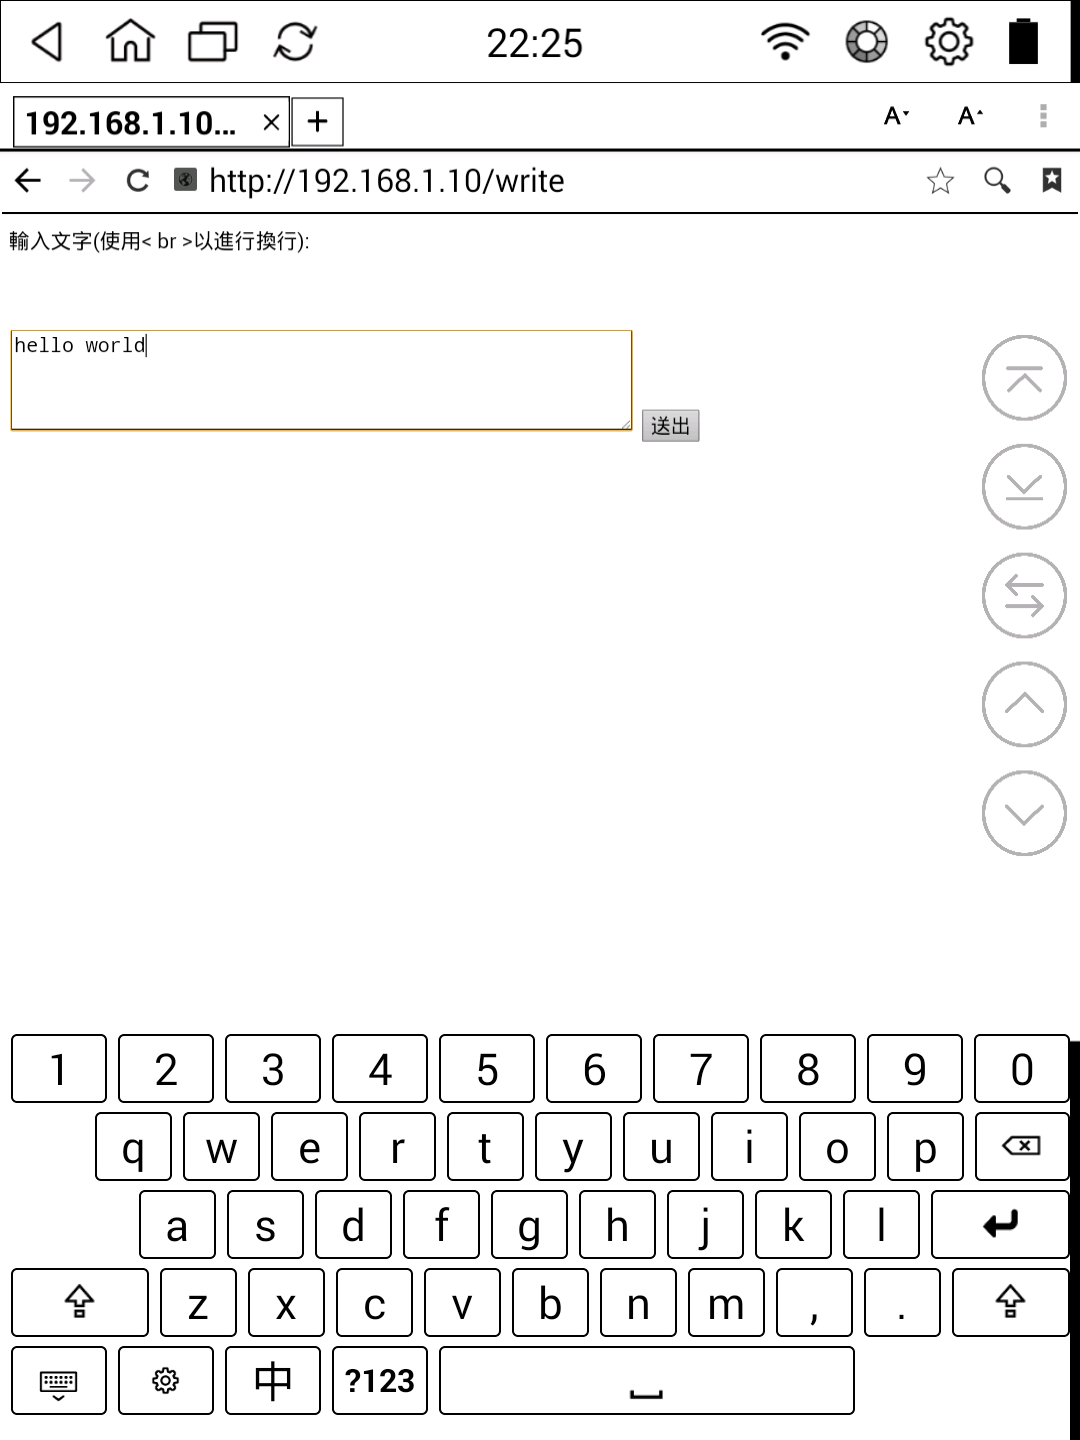 22:25
192.168.1.10...
A A
http://192.168.1.10/write
輸入文字(使用< br >以進行換行):
hello world
送出
1 2 3 4 5 6 7 8 9 0
q w e r t y u i o p
a s d f g h j k l
z x c v b n m , .
中 ?123